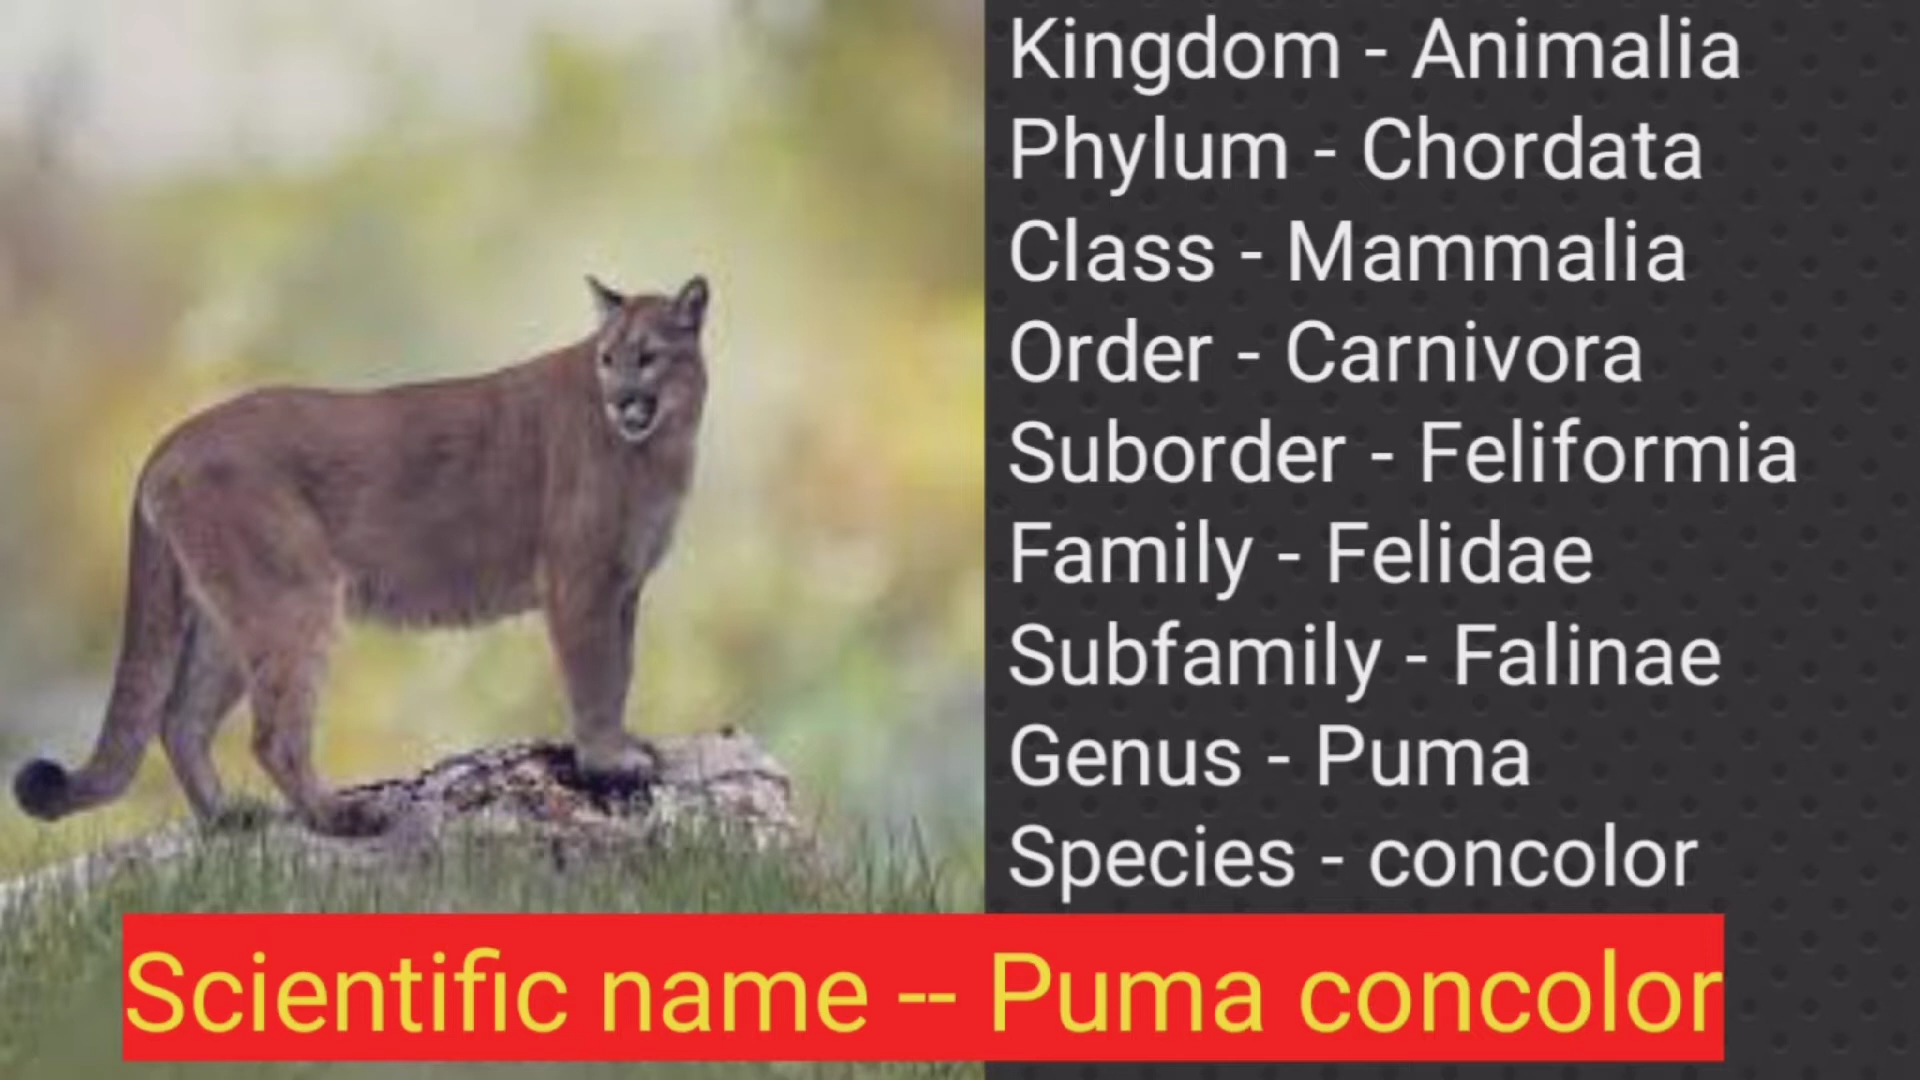 Kingdom - Animalia
Phylum - Chordata
Class - Mammalia
Order - Carnivora
Suborder - Feliformia
Family - Felidae
Subfamily - Falinae
Genus - Puma
Species - concolor
Scientific name -- Puma concolor